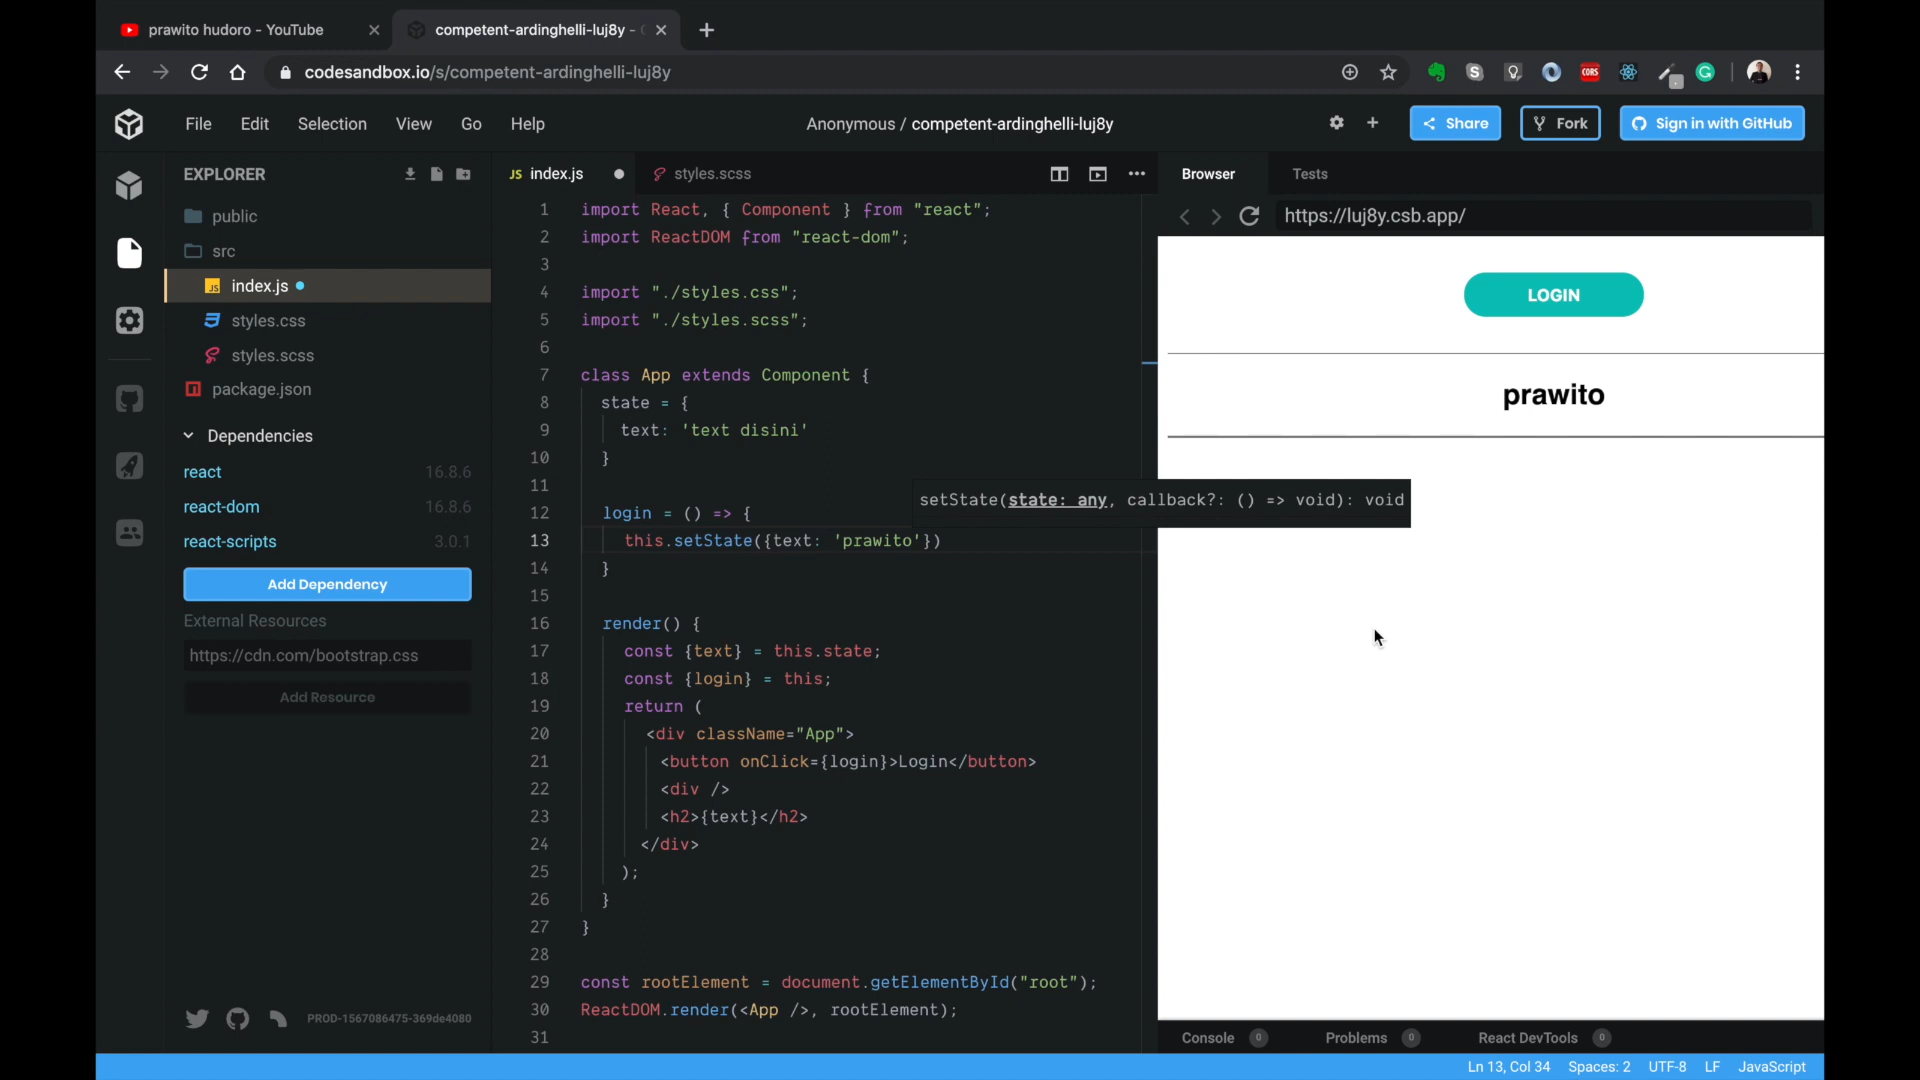 prawito hudoro - YouTube
competent-ardinghelli-luj8y -
codesandbox.io/s/competent-ardinghelli-luj8y
CORS
File Edit Selection View Go Help
Anonymous / competent-ardinghelli-luj8y
Share
Fork
Sign in with GitHub
EXPLORER
public
src
JS index.js
styles.css
styles.scss
package.json
Dependencies
react 16.8.6
react-dom 16.8.6
react-scripts 3.0.1
Add Dependency
External Resources
https://cdn.com/bootstrap.css
Add Resource
PROD-1567086475-369de4080
JS index.js
styles.scss
1 import React, { Component } from "react";
2 import ReactDOM from "react-dom";
3
4 import "./styles.css";
5 import "./styles.scss";
6
7 class App extends Component {
8 state = {
9 text: 'text disini'
10 }
11
setState(state: any, callback?: () => void): void
12 login = () => {
13 this.setState({text: 'prawito'})
14 }
15
16 render() {
17 const {text} = this.state;
18 const {login} = this;
19 return (
20 <div className="App">
21 <button onClick={login}>Login</button>
22 <div />
23 <h2>{text}</h2>
24 </div>
25 );
26 }
27 }
28
29 const rootElement = document.getElementById("root");
30 ReactDOM.render(<App />, rootElement);
31
Browser Tests
https://luj8y.csb.app/
LOGIN
prawito
Console 0 Problems 0 React DevTools 0
Ln 13, Col 34 Spaces: 2 UTF-8 LF JavaScript